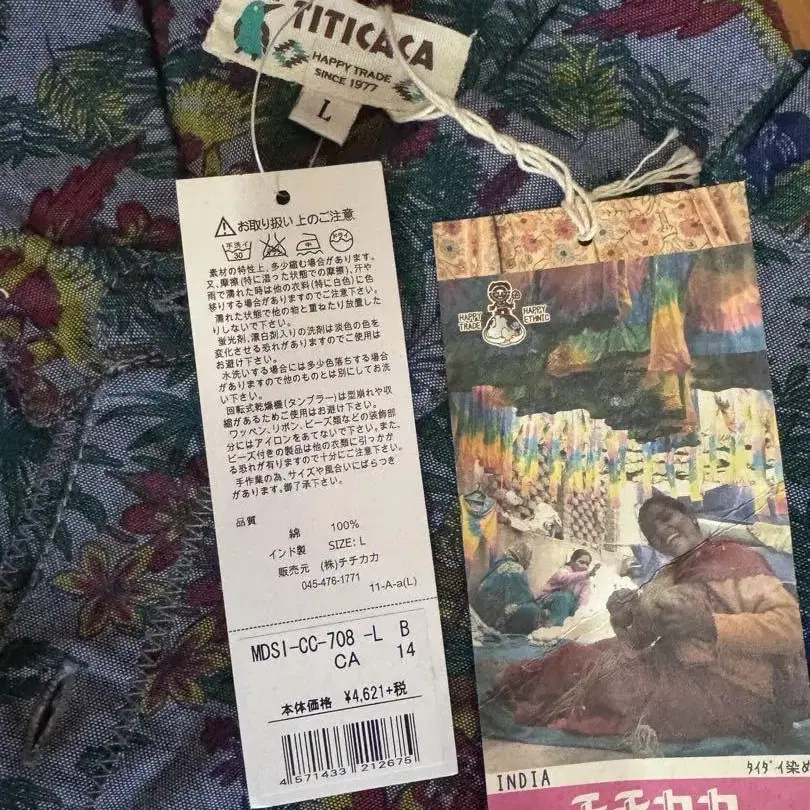 TITICACA
HAPPY TRADE
SINCE 1977
L
⚠お取り扱い上のご注意
手洗イ
30
中
ドライ
素材の特性上、多少縮む場合があります。
又、摩擦(特に湿った状態での摩擦)、汗や
雨で濡れた時は他の衣料(特に白色)に色
移りする場合がありますのでご注意下さい。
濡れた状態で他の物と重ねたり放置した
りしないで下さい。
蛍光剤、漂白剤入りの洗剤は淡色の色を
変化させる恐れがありますのでご使用は
お避け下さい。
水洗いする場合には多少色落ちする場合
がありますので他のものとは別にしてお洗
い下さい。
回転式乾燥機(タンブラー)は型崩れや収
縮があるためご使用はお避け下さい。
ワッペン、リボン、ビーズ類などの装飾部
分にはアイロンをあてないで下さい。また、
ビーズ付きの製品は他の衣類に引っかか
る恐れが有りますので十分にご注意下さい。
手作業の為、サイズや風合いにばらつき
があります。御了承下さい。
品質
綿 100%
インド製 SIZE: L
販売元 (株)チチカカ
045-476-1771
11-A-a(L)
MDSI-CC-708 -L B
CA 14
本体価格 ¥4,621+税
4 571433 212675
HAPPY TRADE
HAPPY ETHNIC
INDIA
タイダイ染め
チチカカ